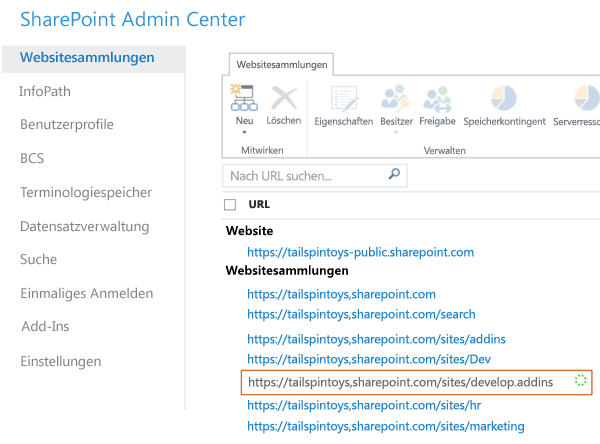 SharePoint Admin Center
Websitesammlungen
InfoPath
Benutzerprofile
BCS
Terminologiespeicher
Datensatzverwaltung
Suche
Einmaliges Anmelden
Add-Ins
Einstellungen
Websitesammlungen
Neu Löschen Eigenschaften Besitzer Freigabe Speicherkontingent Serverresso
Mitwirken Verwalten
Nach URL suchen...
URL
Website
https://tailspintoys-public.sharepoint.com
Websitesammlungen
https://tailspintoys,sharepoint.com
https://tailspintoys,sharepoint.com/search
https://tailspintoys,sharepoint.com/sites/addins
https://tailspintoys,sharepoint.com/sites/Dev
https://tailspintoys,sharepoint.com/sites/develop.addins
https://tailspintoys,sharepoint.com/sites/hr
https://tailspintoys,sharepoint.com/sites/marketing